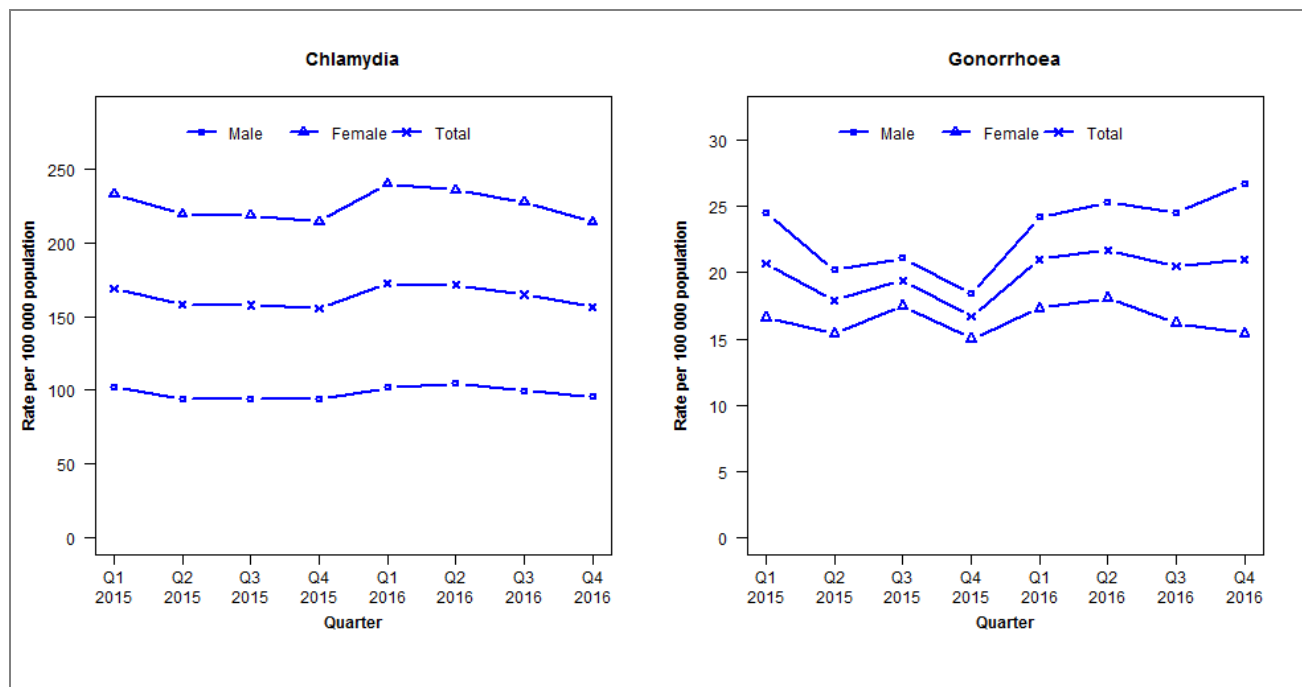 Chlamydia
Male Female Total
Rate per 100 000 population
250
200
150
100
50
0
Q1 Q2 Q3 Q4 Q1 Q2 Q3 Q4
2015 2015 2015 2015 2016 2016 2016 2016
Quarter
Gonorrhoea
Male Female Total
Rate per 100 000 population
30
25
20
15
10
5
0
Q1 Q2 Q3 Q4 Q1 Q2 Q3 Q4
2015 2015 2015 2015 2016 2016 2016 2016
Quarter